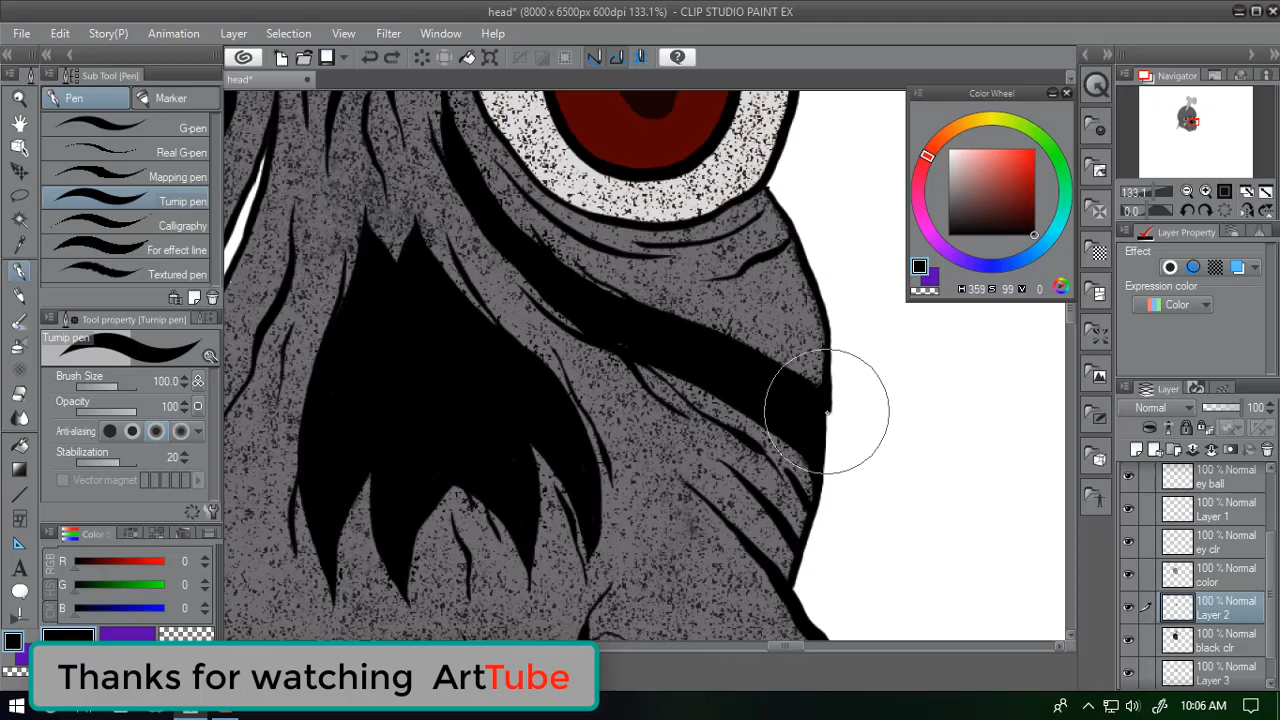 head* (8000 x 6500px 600dpi 133.1%) - CLIP STUDIO PAINT EX
File Edit Story(P) Animation Layer Selection View Filter Window Help
Sub Tool [Pen]
head*
Navigator
Pen Marker
Color Wheel
G-pen
Real G-pen
Mapping pen
Turnip pen
Calligraphy
For effect line
Textured pen
133.1
0.0
Layer Property
Effect
Expression color
Color
H 359 S 99 V 0
Tool property [Turnip pen]
Turnip pen
Brush Size 100.0
Opacity 100
Anti-aliasing
Stabilization 20
Vector magnet
Layer
Normal 100
100 % Normal
ey ball
100 % Normal
Layer 1
100 % Normal
ey clr
100 % Normal
color
100 % Normal
Layer 2
100 % Normal
black clr
100 % Normal
Layer 3
Color
RGB
R 0
G 0
B 0
Thanks for watching ArtTube
10:06 AM